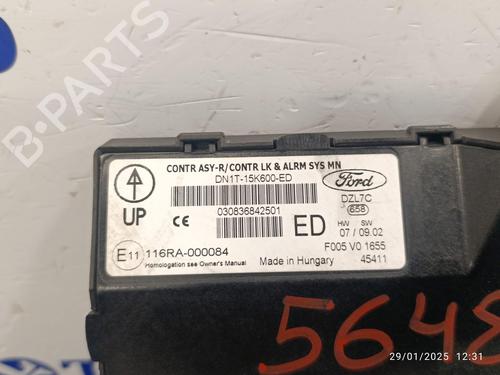 B-PARTS
CONTR ASY-R/CONTR LK & ALRM SYS MN
DN1T-15K600-ED
Ford
DZL7C
658
UP
CE
030836842501
ED
HW SW
07 / 09.02
E11 116RA-000084
F005 V0 1655
Homologation see Owner's Manual
Made in Hungary
45411
29/01/2025 12:31